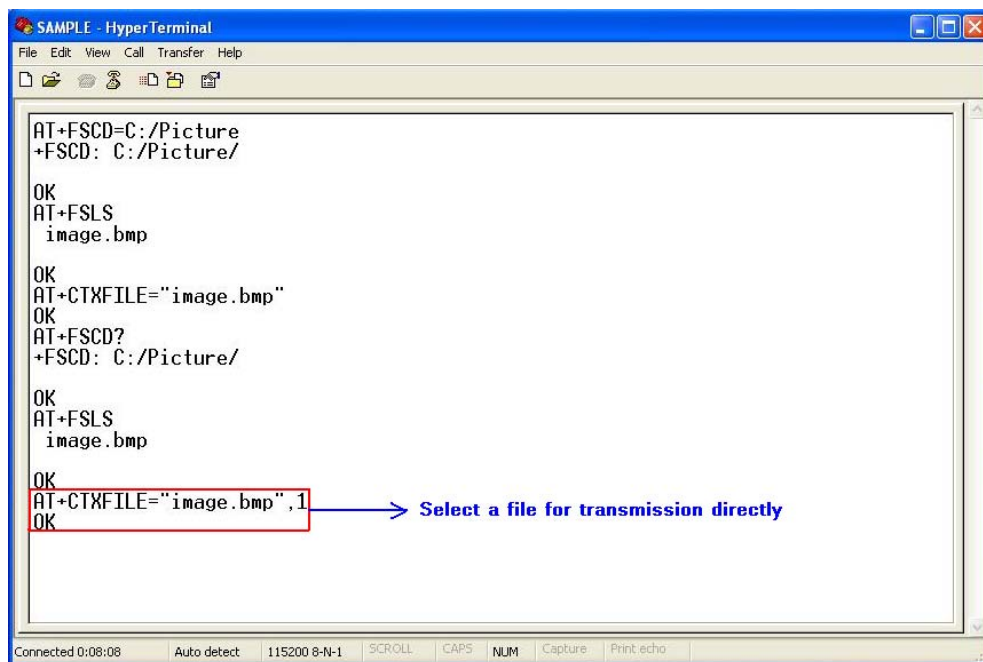 SAMPLE - HyperTerminal
File Edit View Call Transfer Help
AT+FSCD=C:/Picture
+FSCD: C:/Picture/
OK
AT+FSLS
image.bmp
OK
AT+CTXFILE="image.bmp"
OK
AT+FSCD?
+FSCD: C:/Picture/
OK
AT+FSLS
image.bmp
OK
AT+CTXFILE="image.bmp",1
OK
Select a file for transmission directly
Connected 0:08:08 Auto detect 115200 8-N-1 SCROLL CAPS NUM Capture Print echo